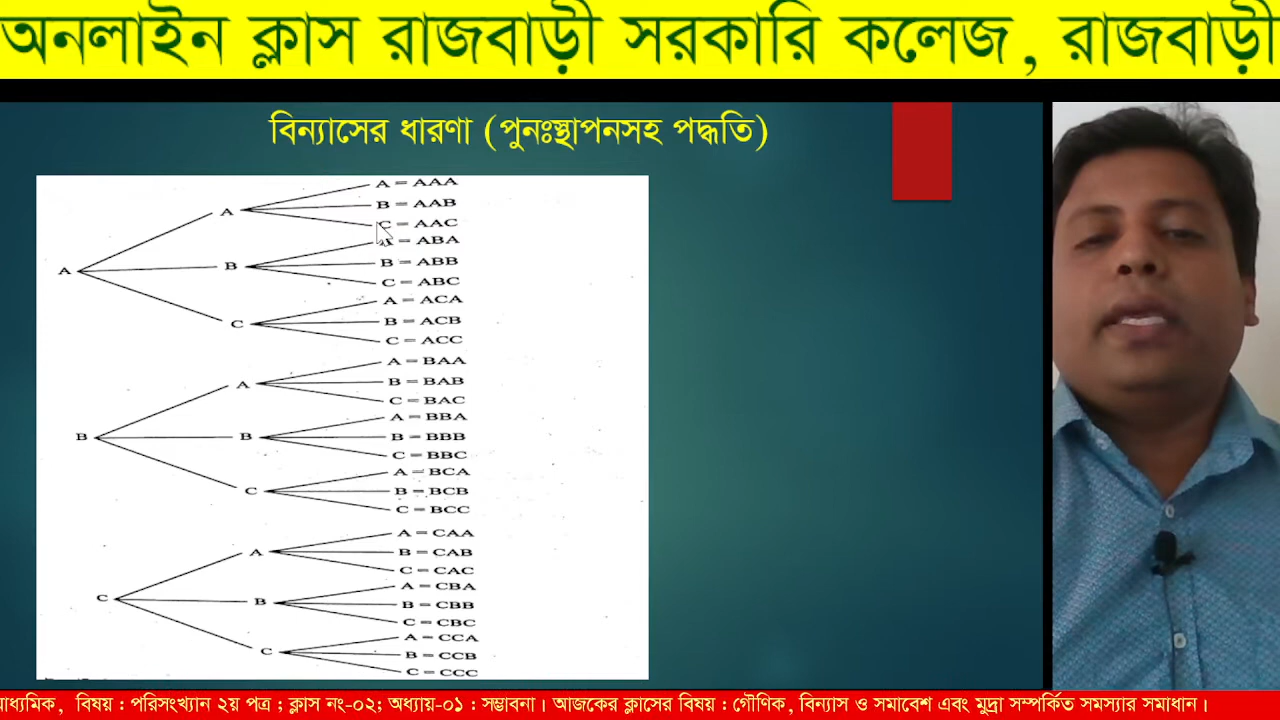 অনলাইন ক্লাস রাজবাড়ী সরকারি কলেজ, রাজবাড়ী
বিন্যাসের ধারণা (পুনঃস্থাপনসহ পদ্ধতি)
A
A
A = AAA
B = AAB
C = AAC
B
A = ABA
B = ABB
C = ABC
C
A = ACA
B = ACB
C = ACC
B
A
A = BAA
B = BAB
C = BAC
B
A = BBA
B = BBB
C = BBC
C
A = BCA
B = BCB
C = BCC
C
A
A = CAA
B = CAB
C = CAC
B
A = CBA
B = CBB
C = CBC
C
A = CCA
B = CCB
C = CCC
বিষয় : পরিসংখ্যান ২য় পত্র ; ক্লাস নং-০২; অধ্যায়-০১ : সম্ভাবনা। আজকের ক্লাসের বিষয় : গৌণিক, বিন্যাস ও সমাবেশ এবং মুদ্রা সম্পর্কিত সমস্যার সমাধান।